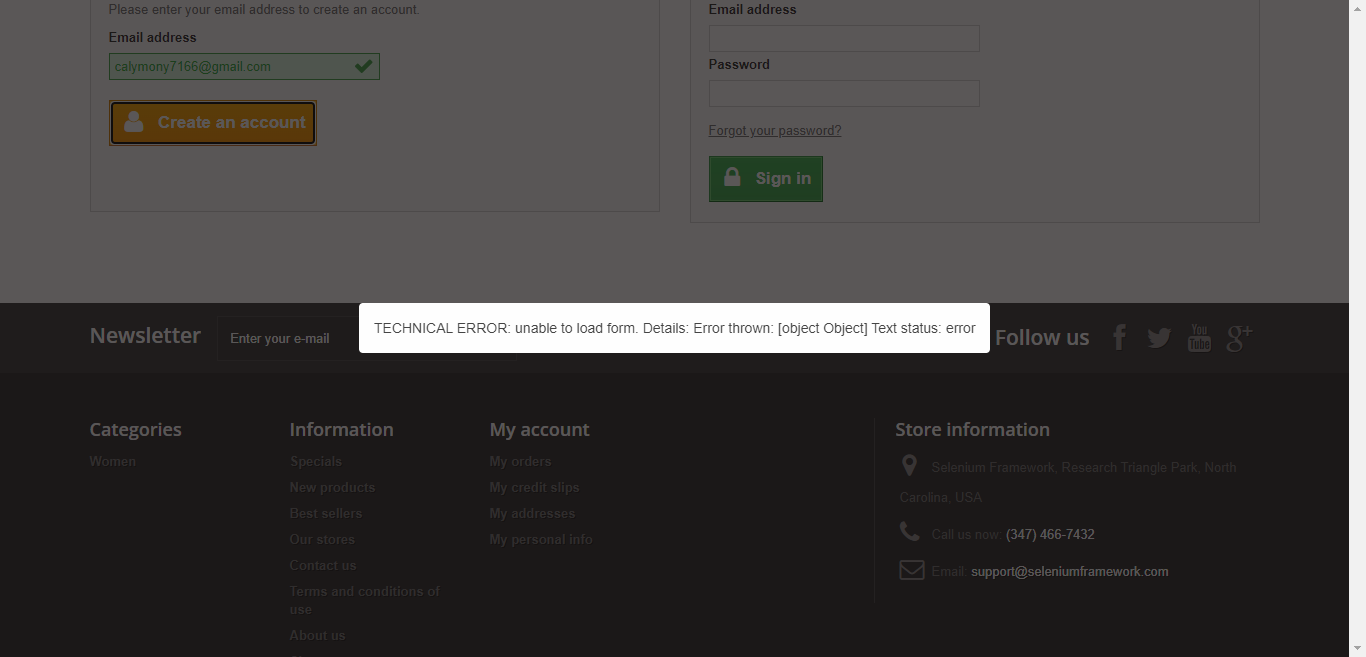 Please enter your email address to create an account.
Email address
calymony7166@gmail.com
Create an account
Email address
Password
Forgot your password?
Sign in
Newsletter
Enter your e-mail
TECHNICAL ERROR: unable to load form. Details: Error thrown: [object Object] Text status: error
Follow us
You
Tube
g+
Categories
Women
Information
Specials
New products
Best sellers
Our stores
Contact us
Terms and conditions of
use
About us
My account
My orders
My credit slips
My addresses
My personal info
Store information
Selenium Framework, Research Triangle Park, North
Carolina, USA
Call us now: (347) 466-7432
Email: support@seleniumframework.com